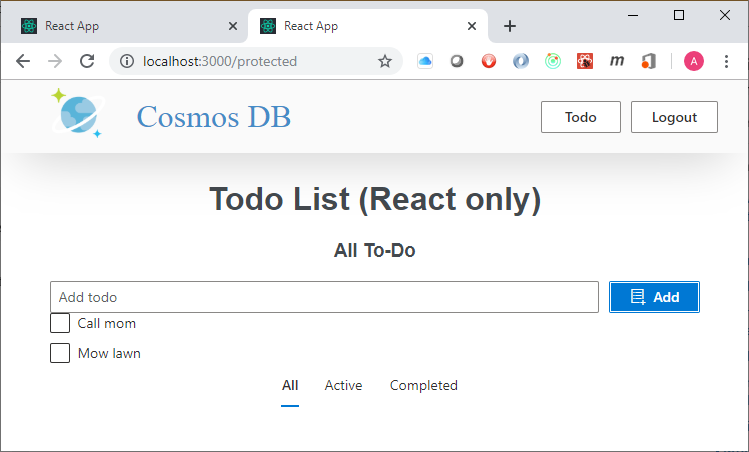 React App
React App
localhost:3000/protected
m
A
Cosmos DB
Todo
Logout
Todo List (React only)
All To-Do
Add todo
Add
Call mom
Mow lawn
All
Active
Completed